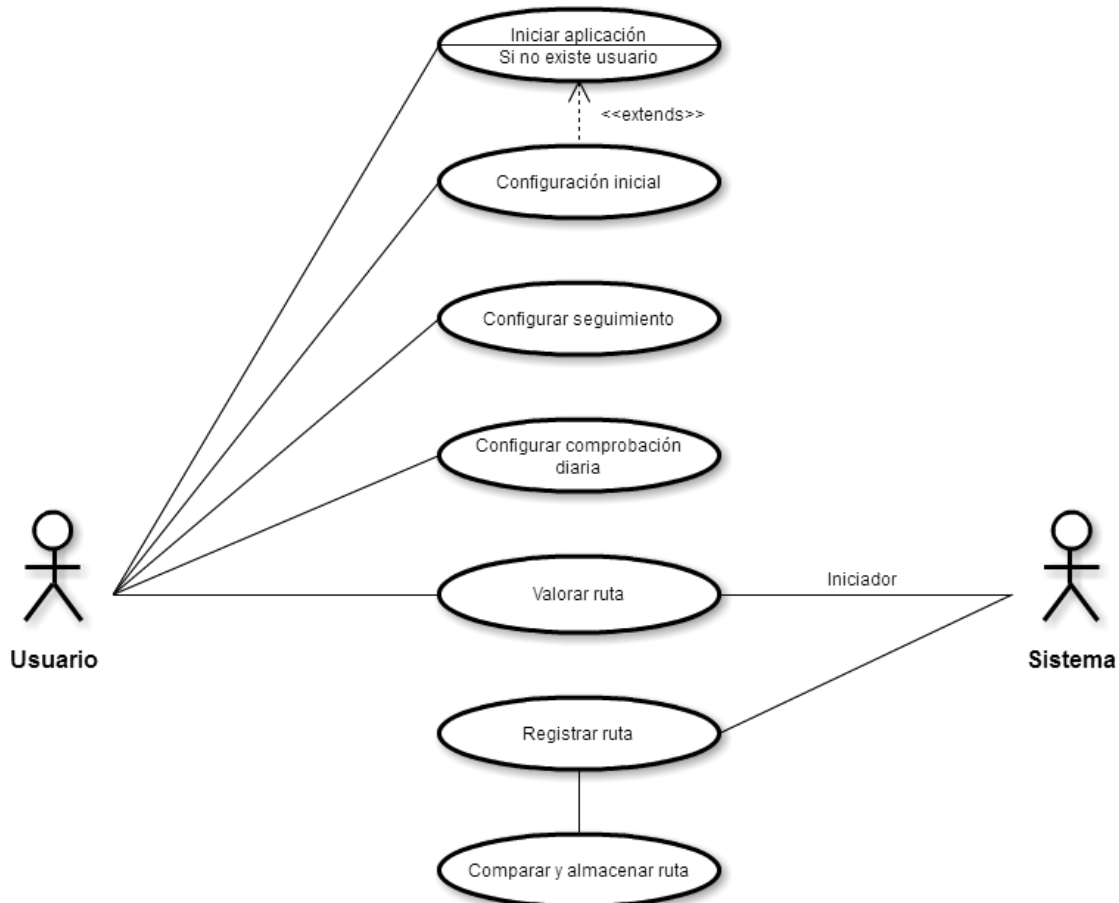 Iniciar aplicación
Si no existe usuario
<<extends>>
Configuración inicial
Configurar seguimiento
Configurar comprobación
diaria
Valorar ruta
Iniciador
Usuario
Sistema
Registrar ruta
Comparar y almacenar ruta